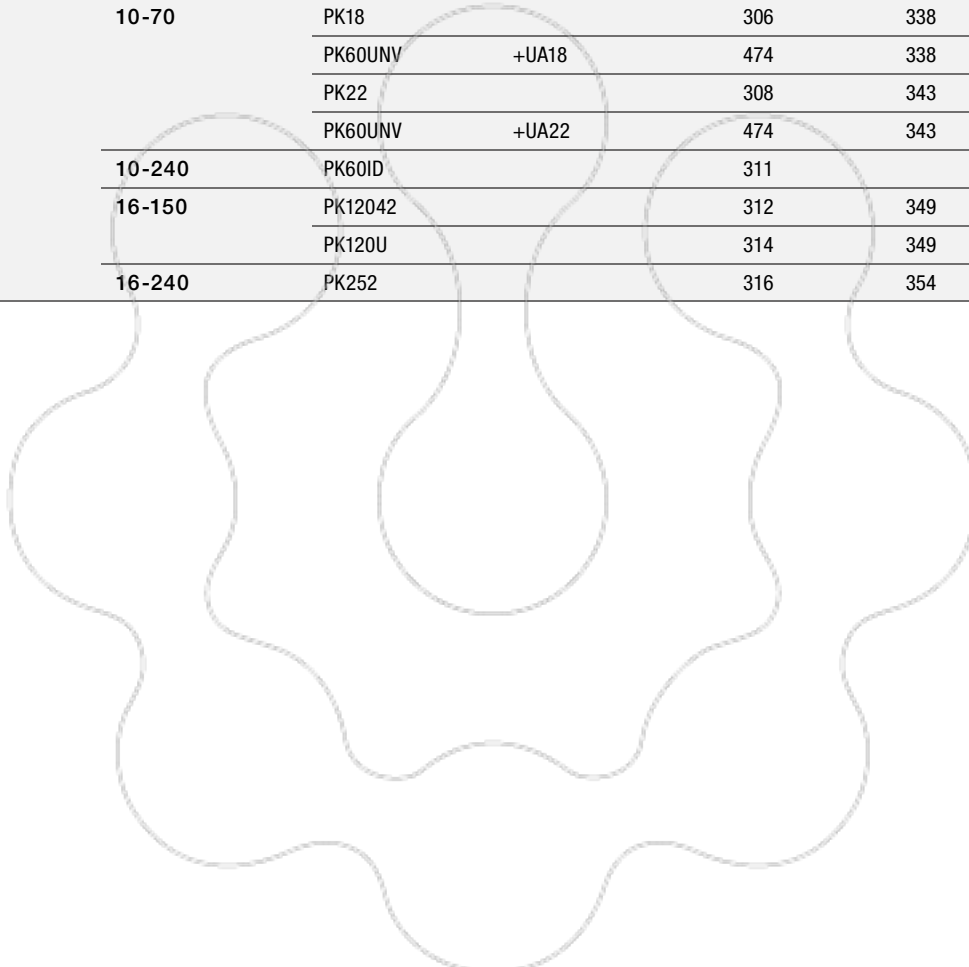 10-70 PK18 306 338
PK60UNV +UA18 474 338
PK22 308 343
PK60UNV +UA22 474 343
10-240 PK60ID 311
16-150 PK12042 312 349
PK120U 314 349
16-240 PK252 316 354